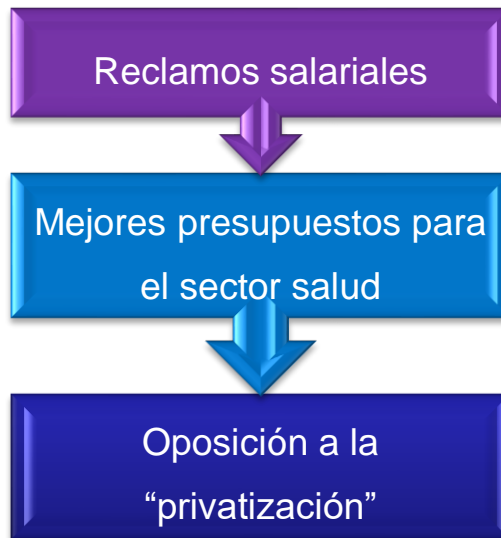 Reclamos salariales
Mejores presupuestos para
el sector salud
Oposición a la
“privatización”